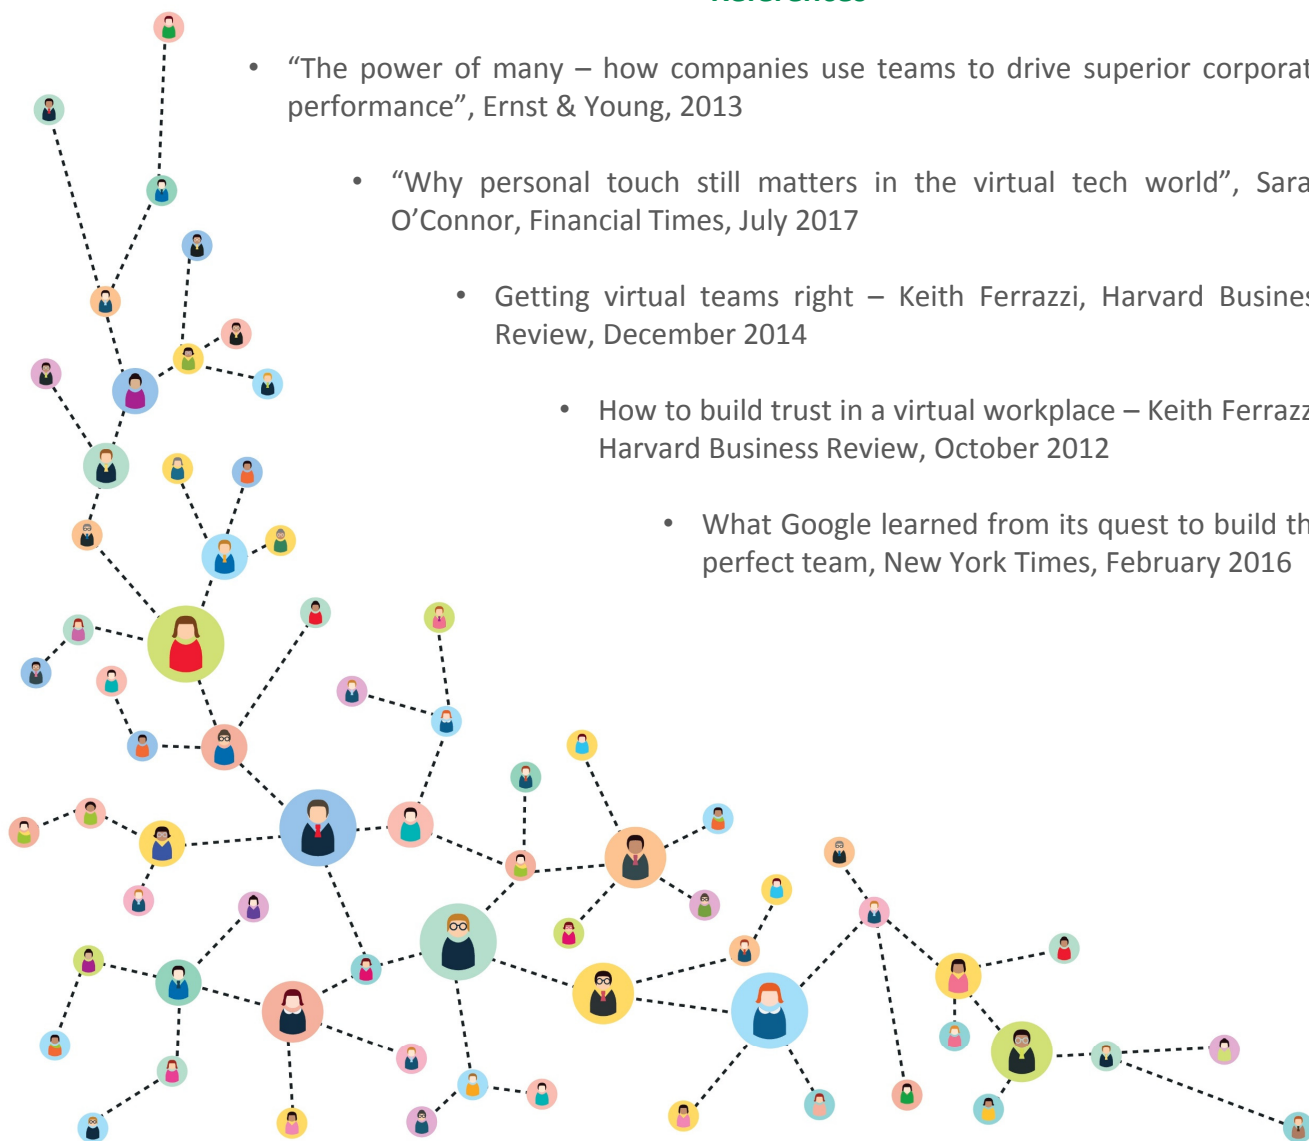 References
• “The power of many – how companies use teams to drive superior corporat
performance”, Ernst & Young, 2013
• “Why personal touch still matters in the virtual tech world”, Sara
O’Connor, Financial Times, July 2017
• Getting virtual teams right – Keith Ferrazzi, Harvard Busines
Review, December 2014
• How to build trust in a virtual workplace – Keith Ferrazz
Harvard Business Review, October 2012
• What Google learned from its quest to build th
perfect team, New York Times, February 2016